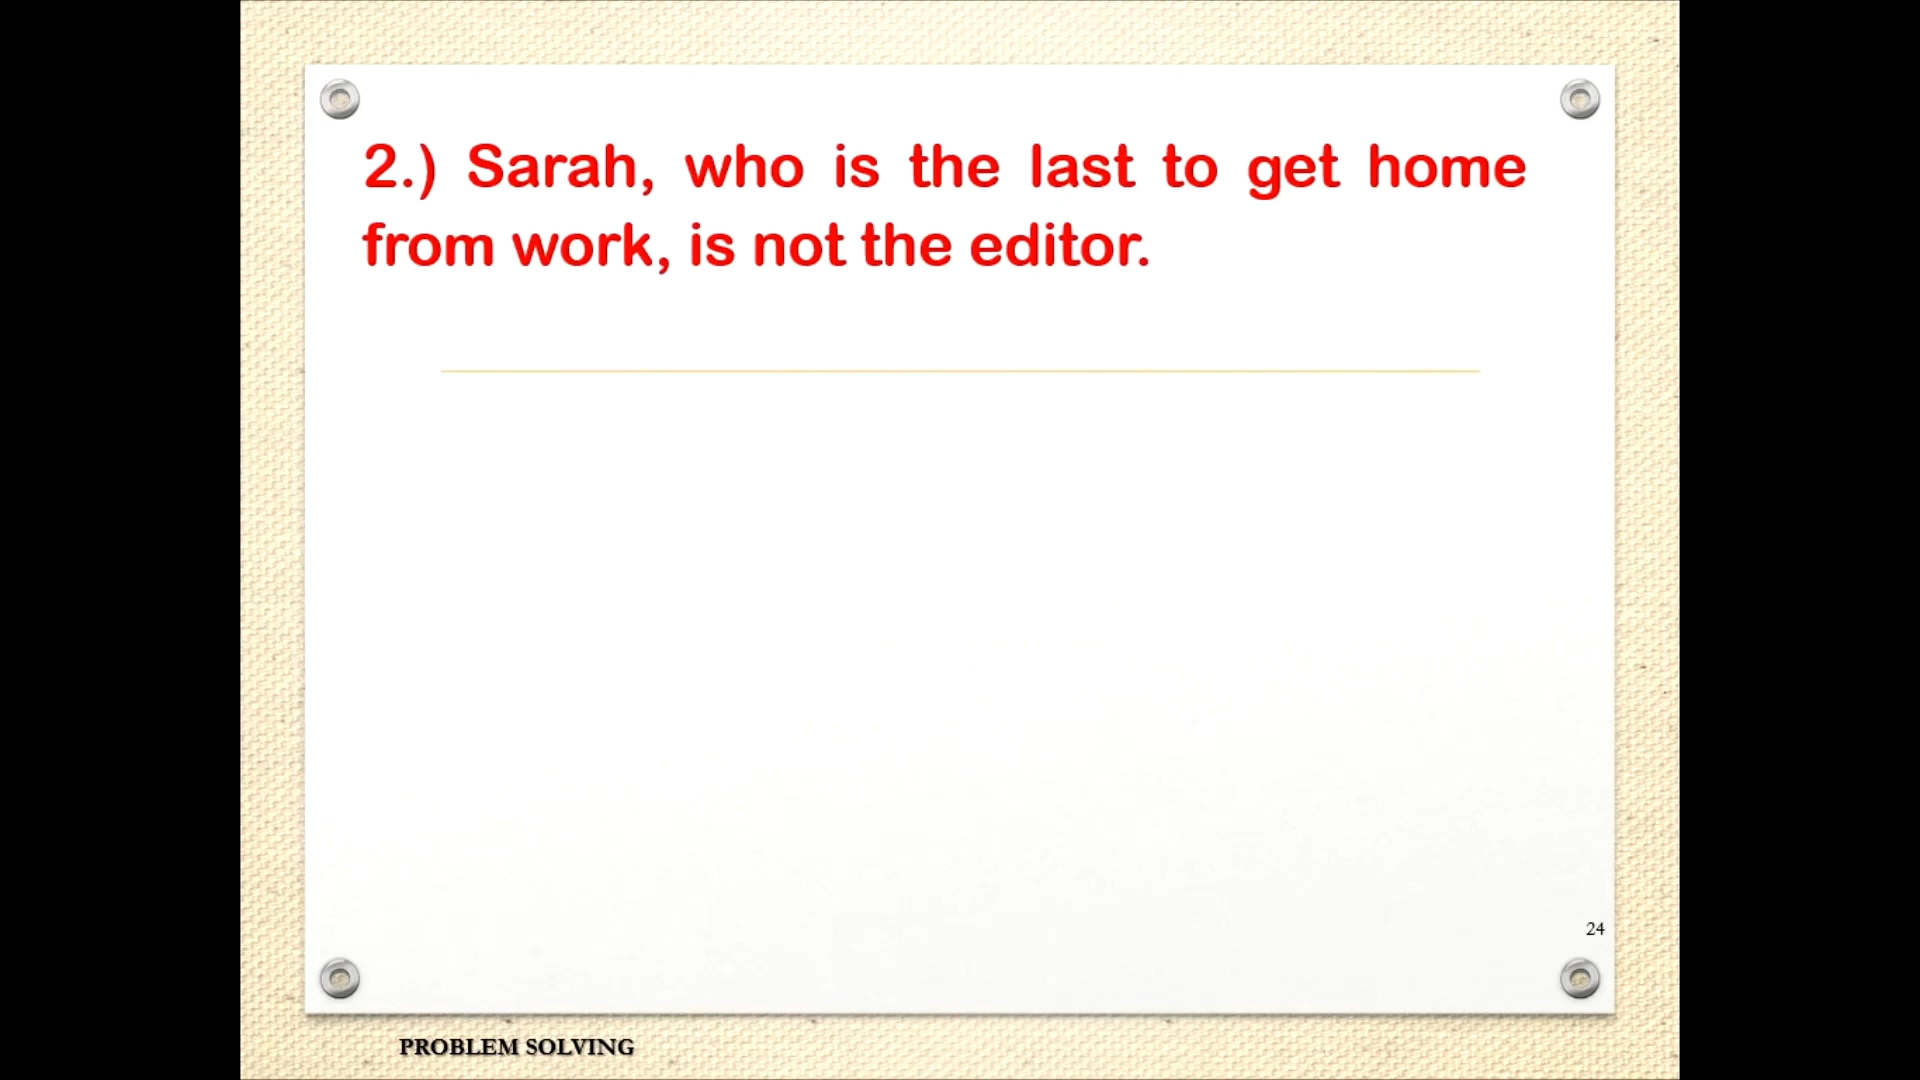 2.) Sarah, who is the last to get home
from work, is not the editor.
24
PROBLEM SOLVING